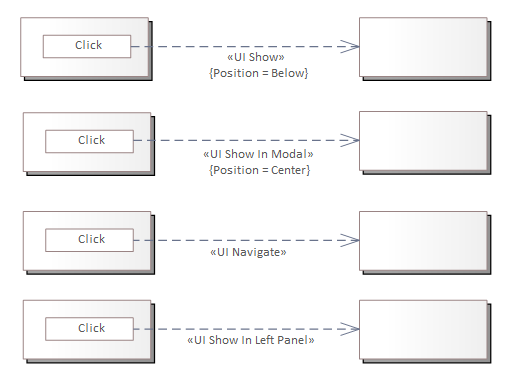 Click
«UI Show»
{Position = Below}
Click
«UI Show In Modal»
{Position = Center}
Click
«UI Navigate»
Click
«UI Show In Left Panel»